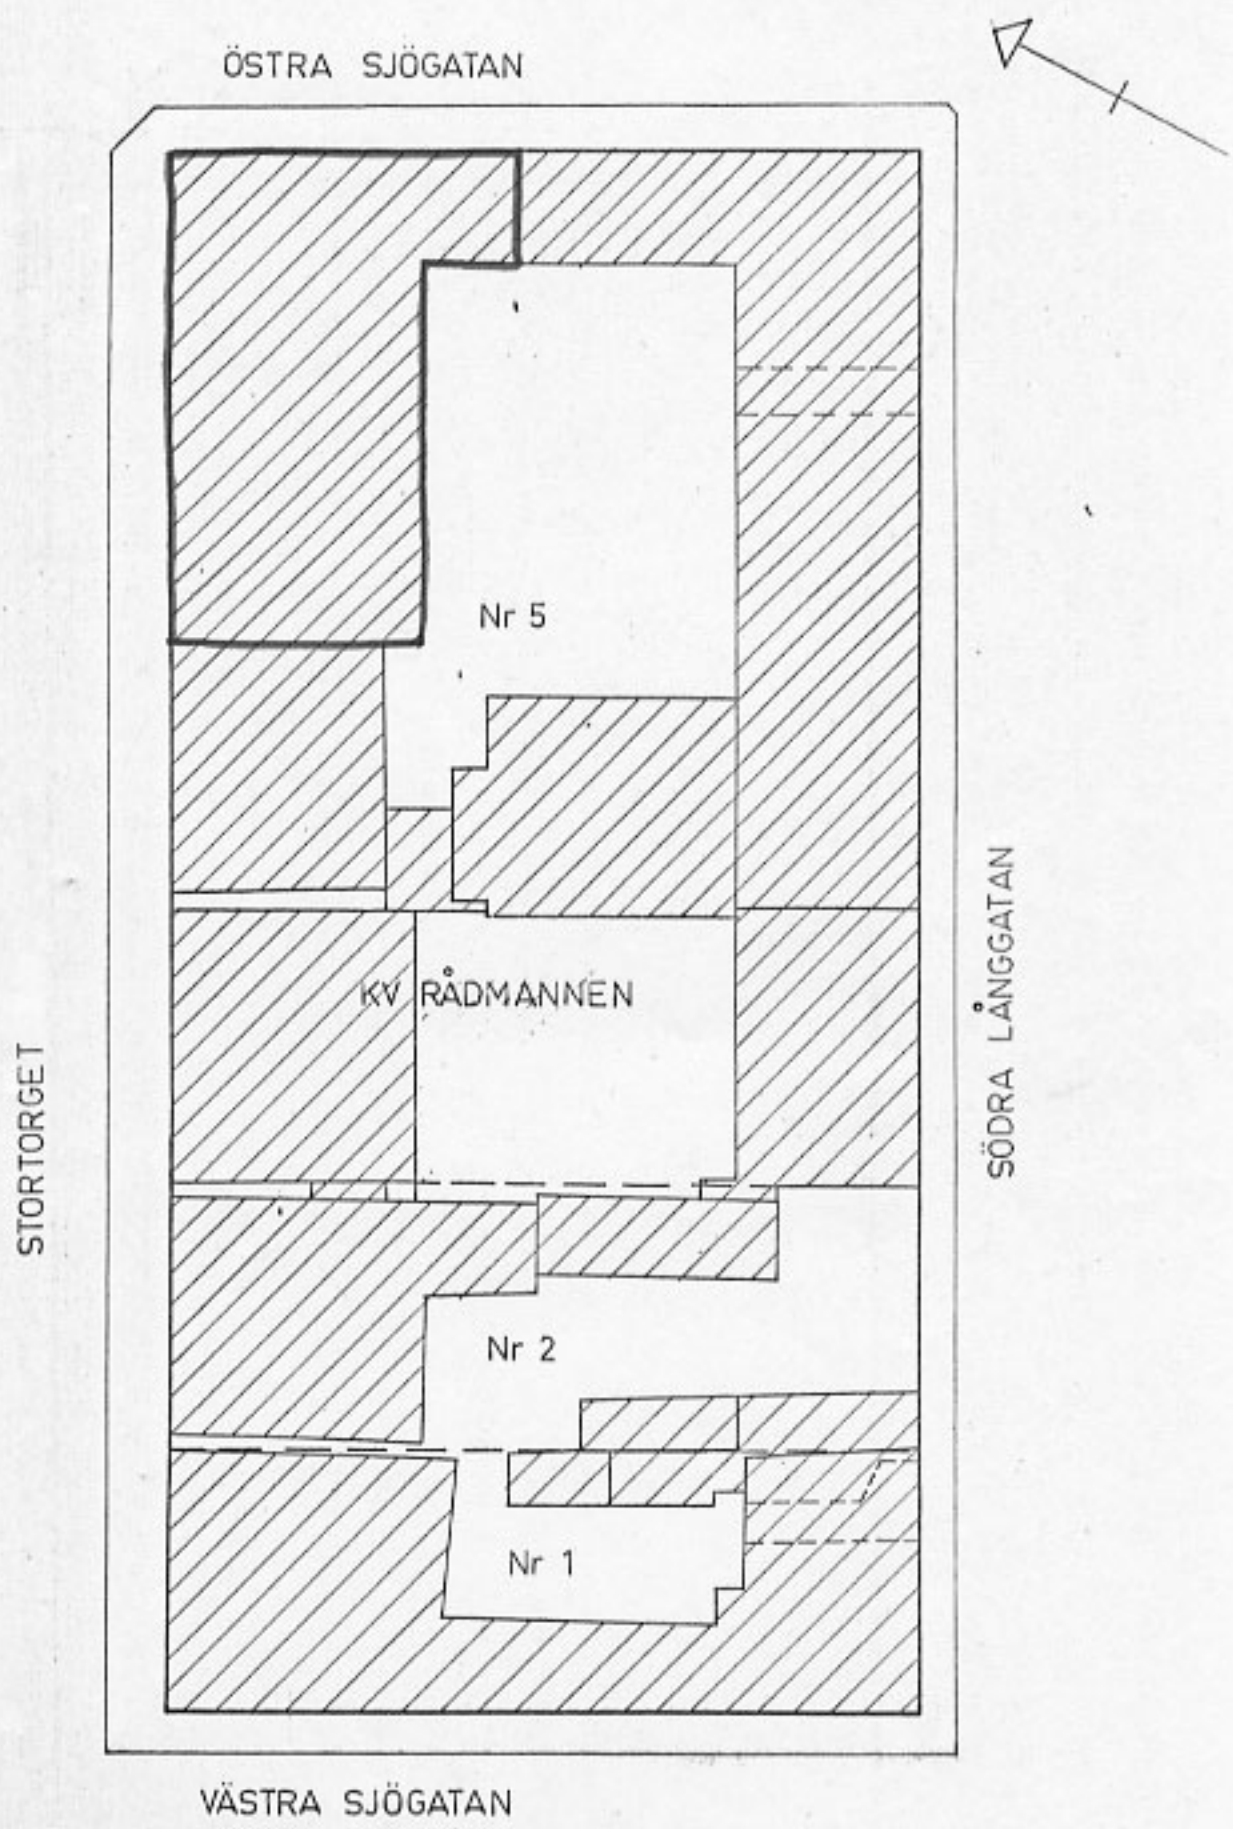 ÖSTRA SJÖGATAN
Nr 5
KV RÅDMANNEN
SÖDRA LÅNGGATAN
STORTORGET
Nr 2
Nr 1
VÄSTRA SJÖGATAN